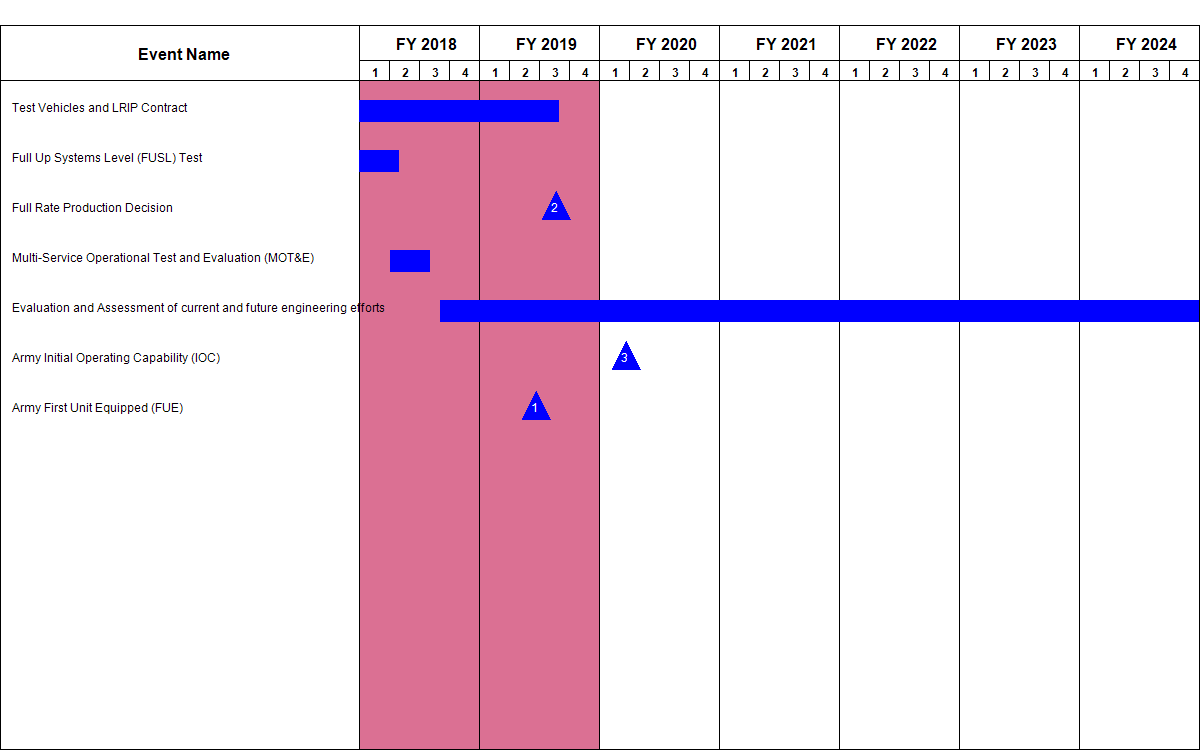 Event Name
FY 2018 FY 2019 FY 2020 FY 2021 FY 2022 FY 2023 FY 2024
1 2 3 4 1 2 3 4 1 2 3 4 1 2 3 4 1 2 3 4 1 2 3 4 1 2 3 4
Test Vehicles and LRIP Contract
Full Up Systems Level (FUSL) Test
Full Rate Production Decision 2
Multi-Service Operational Test and Evaluation (MOT&E)
Evaluation and Assessment of current and future engineering efforts
Army Initial Operating Capability (IOC) 3
Army First Unit Equipped (FUE) 1